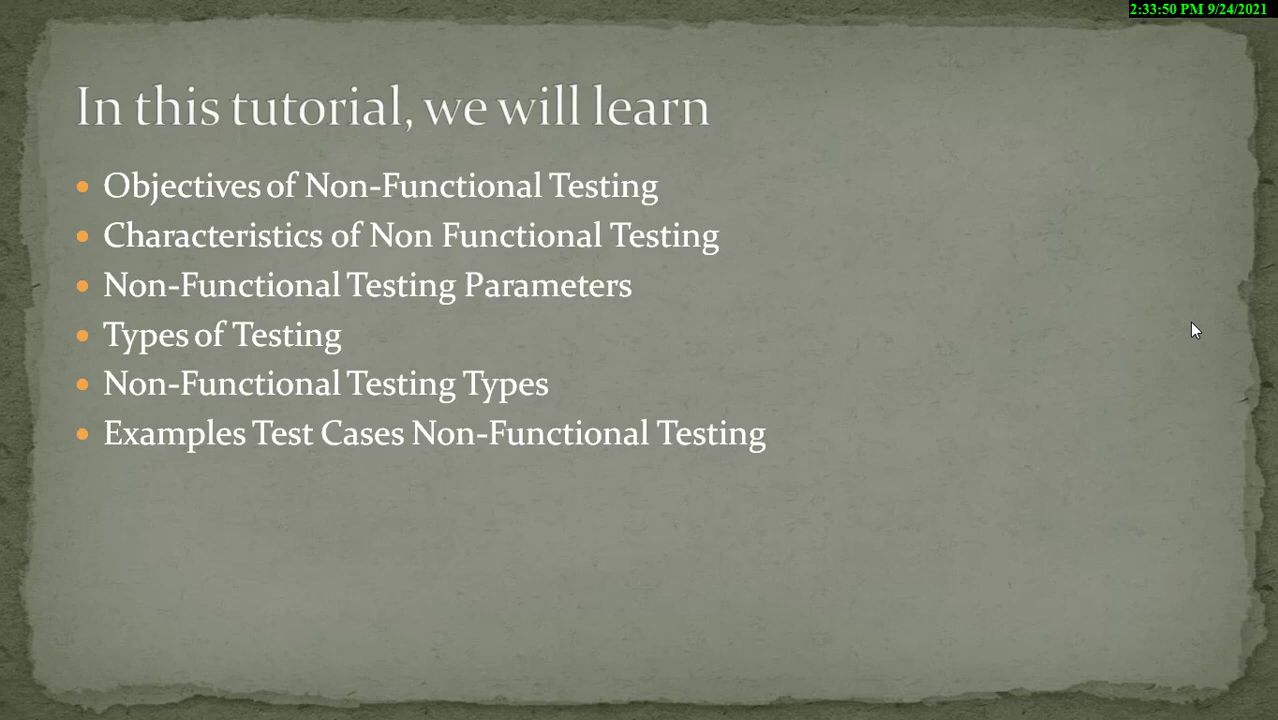 2:33:50 PM 9/24/2021
In this tutorial, we will learn
Objectives of Non-Functional Testing
Characteristics of Non Functional Testing
Non-Functional Testing Parameters
Types of Testing
Non-Functional Testing Types
Examples Test Cases Non-Functional Testing